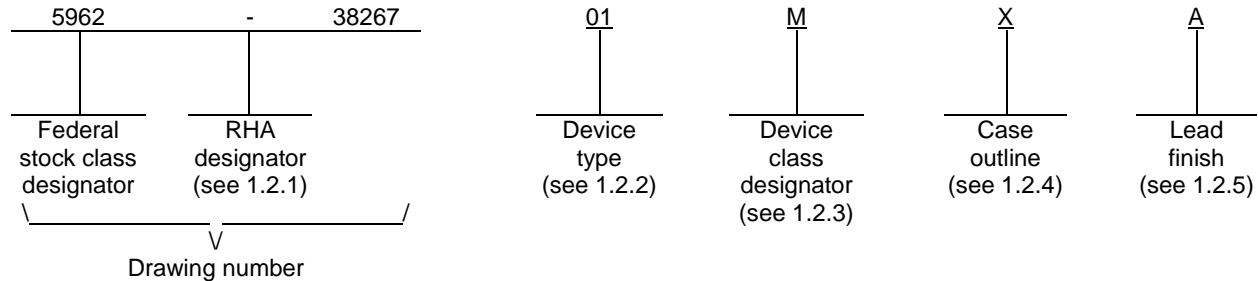 5962 - 38267 01 M X A
Federal stock class designator
RHA designator (see 1.2.1)
Device type (see 1.2.2)
Device class designator (see 1.2.3)
Case outline (see 1.2.4)
Lead finish (see 1.2.5)
\ /
\/
Drawing number